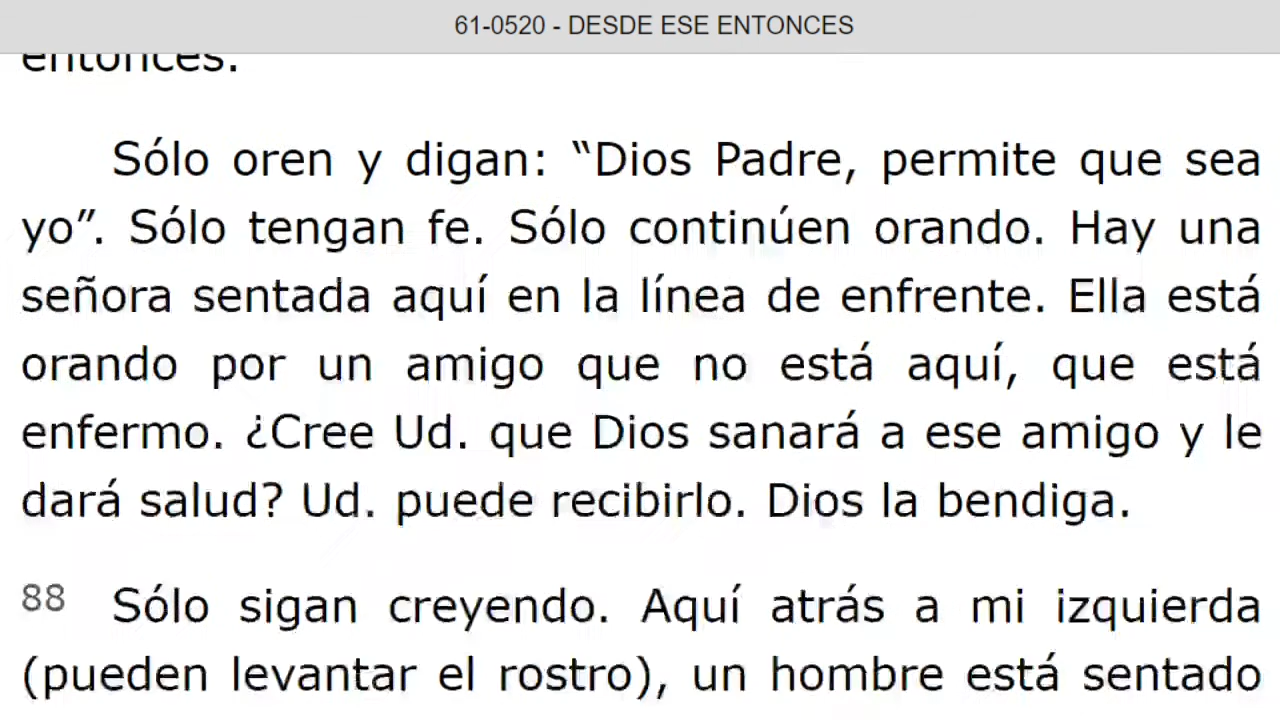 61-0520 - DESDE ESE ENTONCES
entonces.
Sólo oren y digan: “Dios Padre, permite que sea
yo”. Sólo tengan fe. Sólo continúen orando. Hay una
señora sentada aquí en la línea de enfrente. Ella está
orando por un amigo que no está aquí, que está
enfermo. ¿Cree Ud. que Dios sanará a ese amigo y le
dará salud? Ud. puede recibirlo. Dios la bendiga.
88 Sólo sigan creyendo. Aquí atrás a mi izquierda
(pueden levantar el rostro), un hombre está sentado